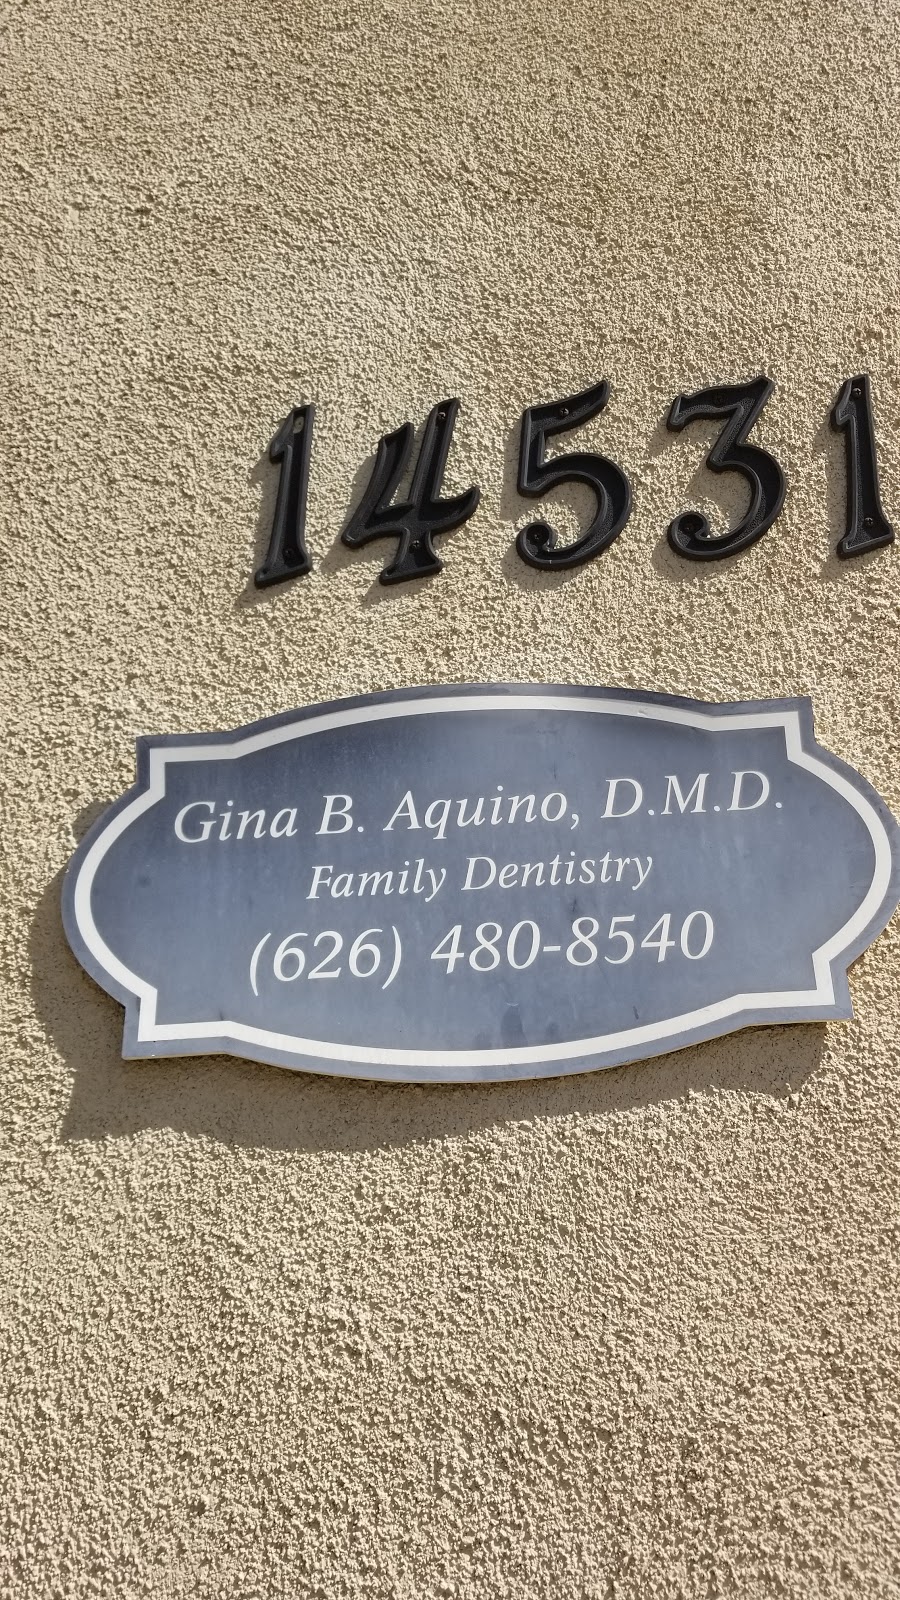 14531
Gina B. Aquino, D.M.D.
Family Dentistry
(626) 480-8540